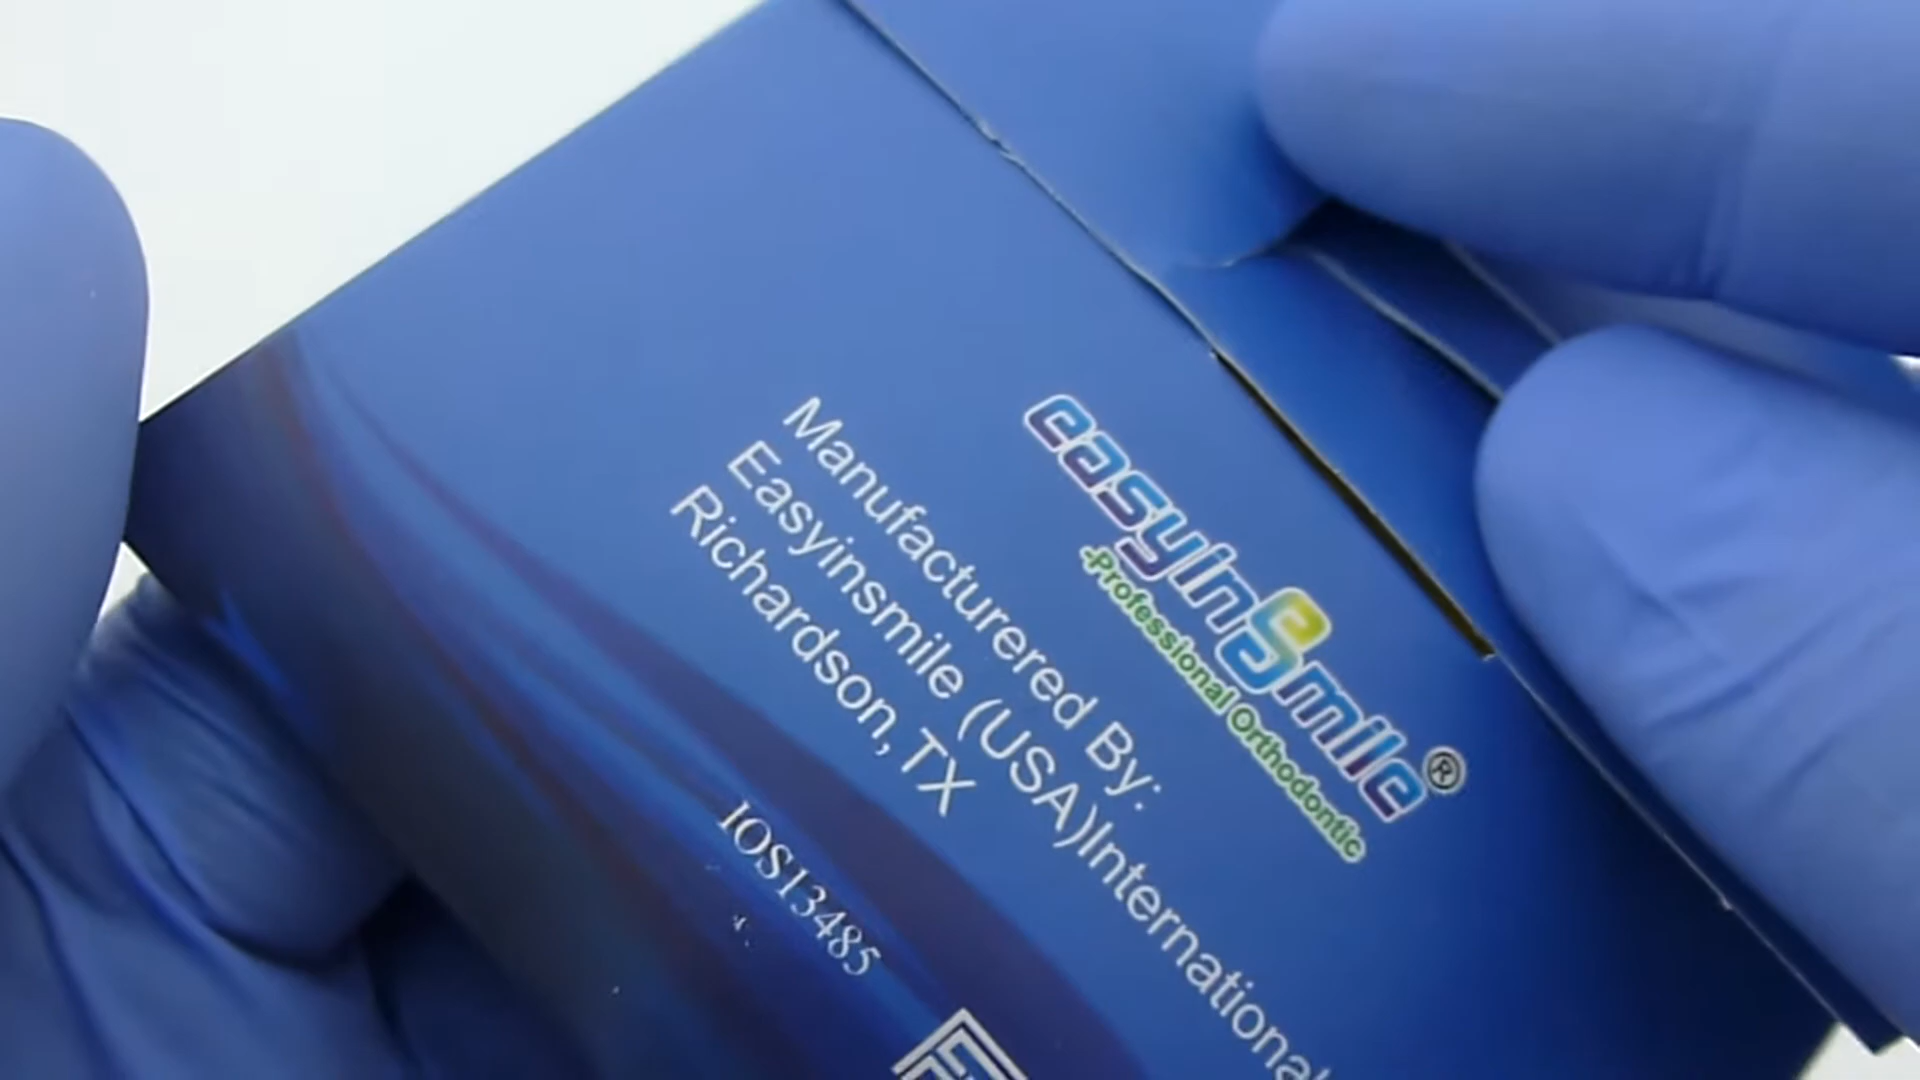 easyinSmile®
-Professional Orthodontic
Manufacturered By:
Easyinsmile (USA)International
Richardson, TX
IOS13485